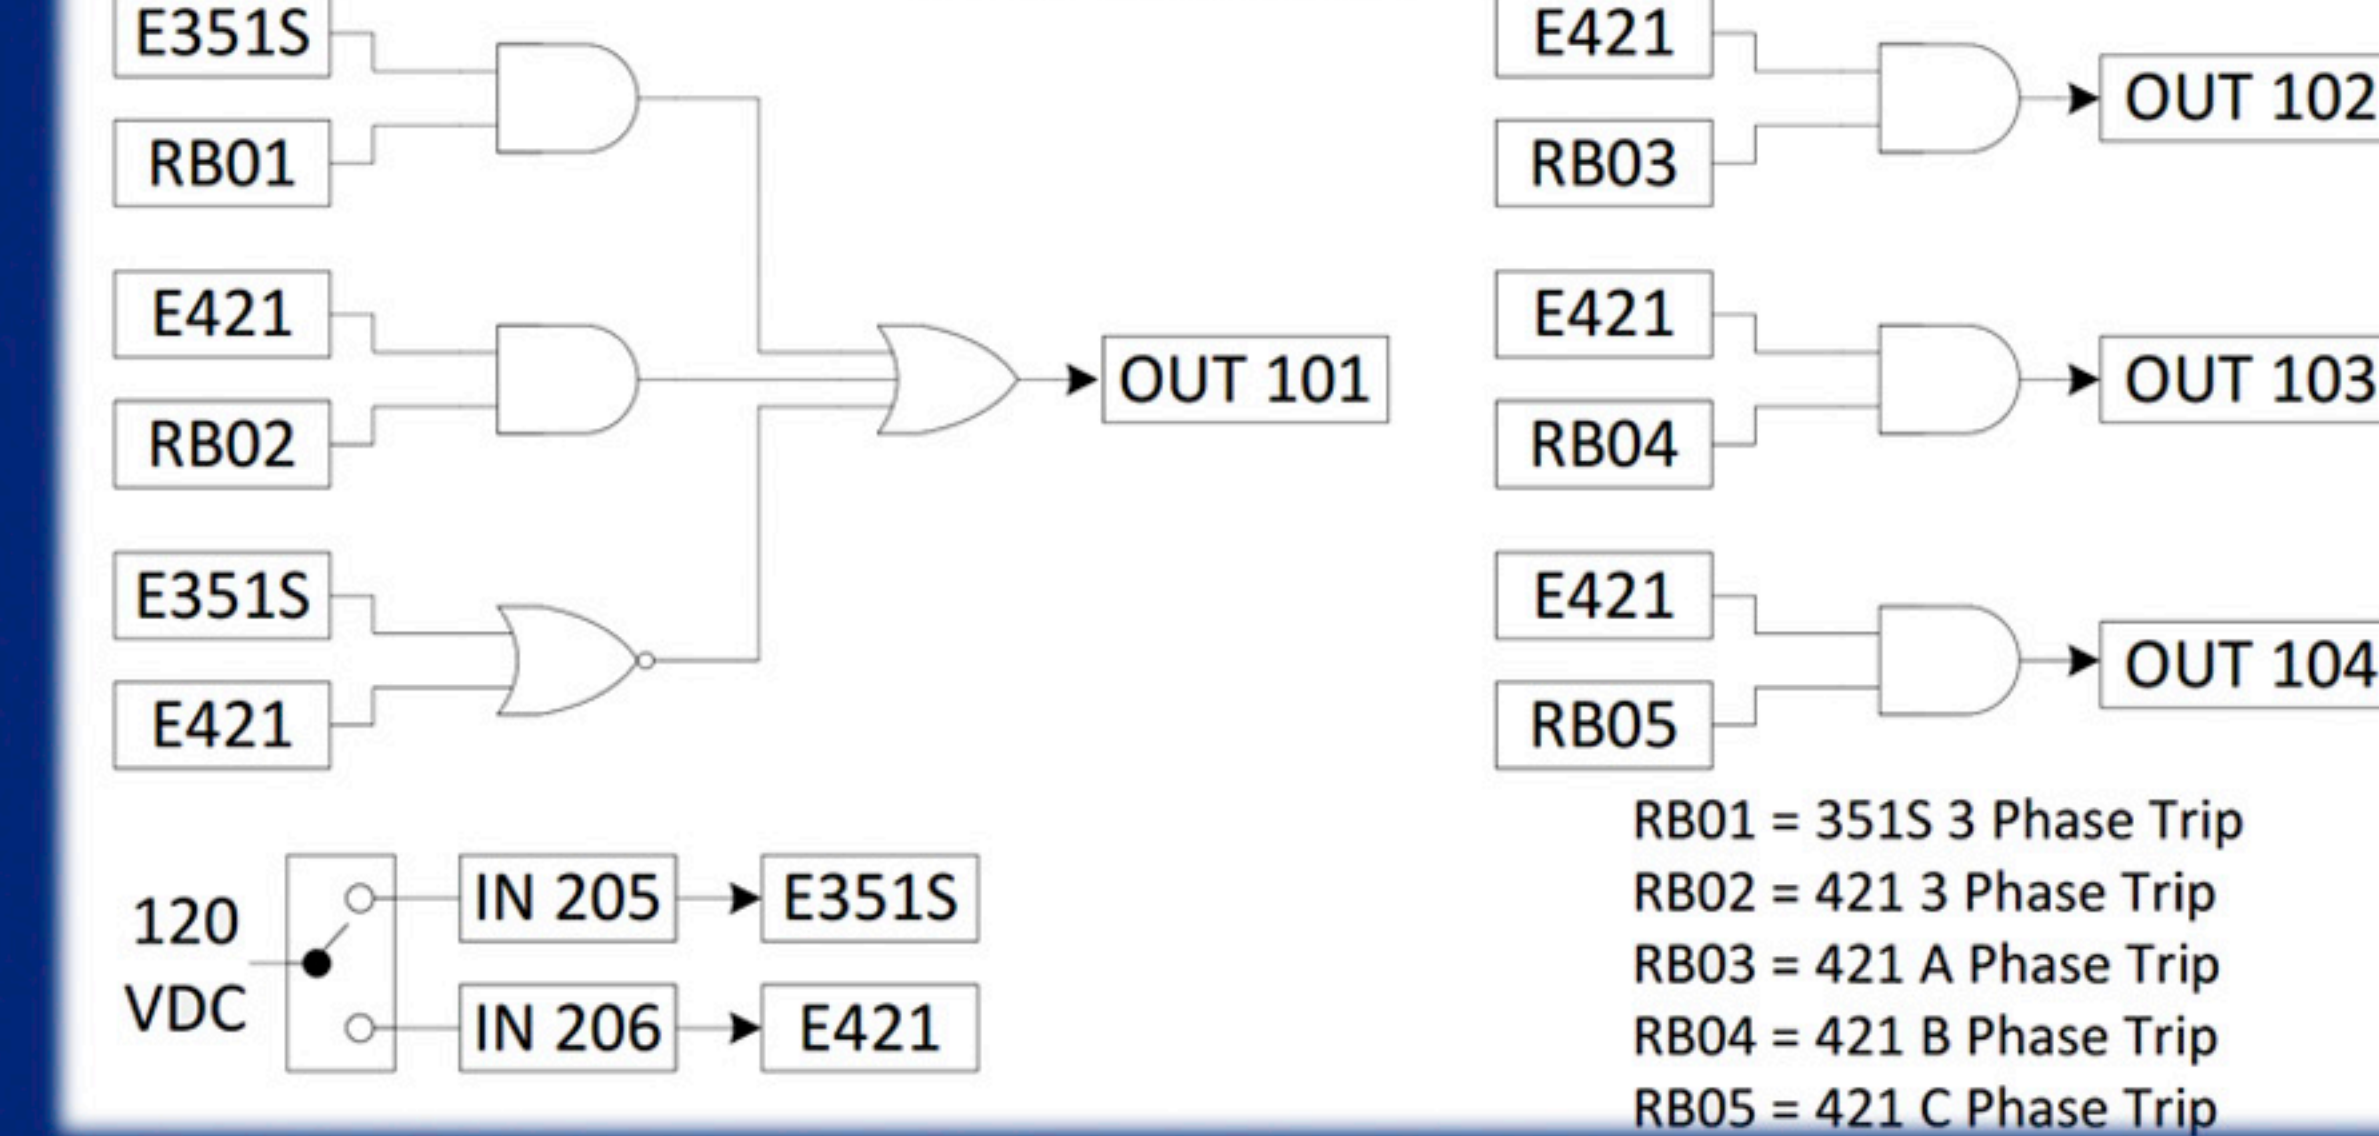 E351S
RB01
E421
RB02
E351S
E421
OUT 101
E421
RB03
OUT 102
E421
RB04
OUT 103
E421
RB05
OUT 104
120
VDC
IN 205
E351S
IN 206
E421
RB01 = 351S 3 Phase Trip
RB02 = 421 3 Phase Trip
RB03 = 421 A Phase Trip
RB04 = 421 B Phase Trip
RB05 = 421 C Phase Trip